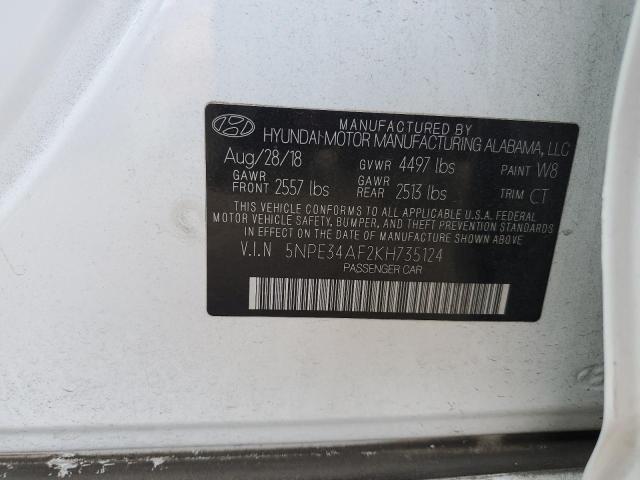 MANUFACTURED BY
HYUNDAI-MOTOR MANUFACTURING ALABAMA, LLC
Aug/28/18 GVWR 4497 lbs PAINT W8
GAWR FRONT 2557 lbs GAWR REAR 2513 lbs TRIM CT
THIS VEHICLE CONFORMS TO ALL APPLICABLE U.S.A. FEDERAL
MOTOR VEHICLE SAFETY, BUMPER, AND THEFT PREVENTION STANDARDS
IN EFFECT ON THE DATE OF MANUFACTURE SHOWN ABOVE.
V.I.N 5NPE34AF2KH735124
PASSENGER CAR